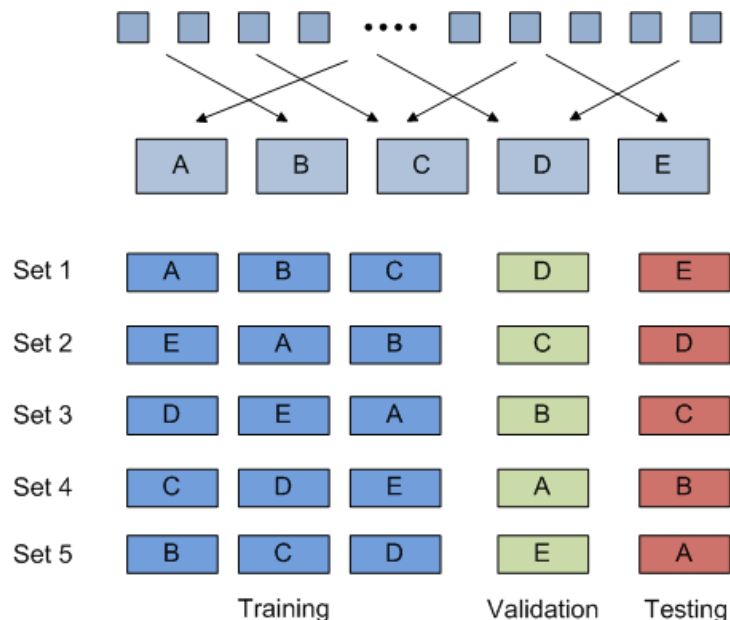 A B C D E
Set 1 A B C D E
Set 2 E A B C D
Set 3 D E A B C
Set 4 C D E A B
Set 5 B C D E A
Training Validation Testing